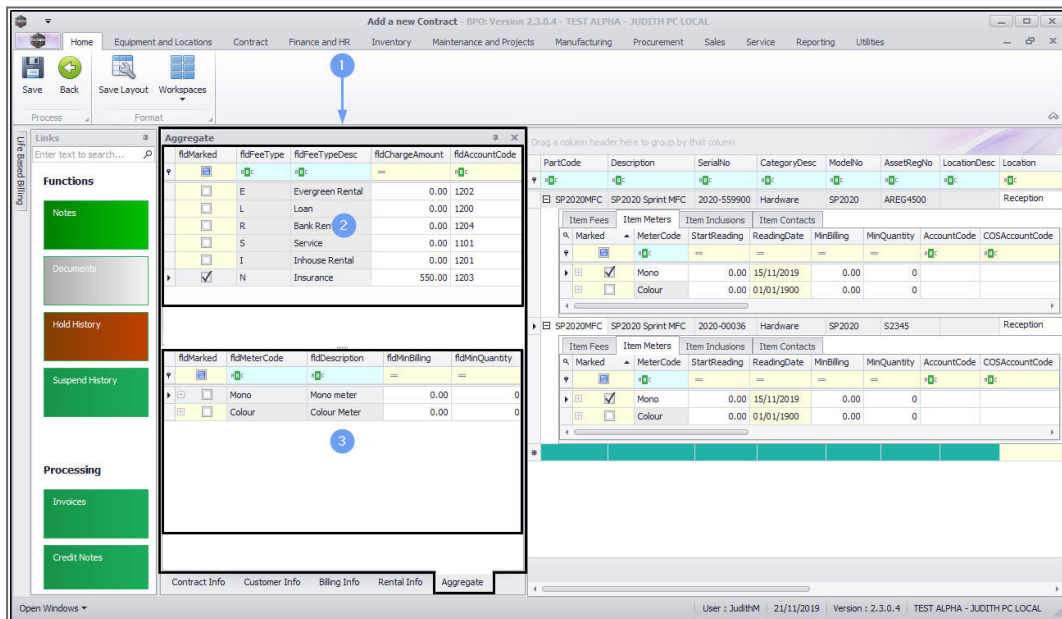 Add a new Contract - BPO: Version 2.3.0.4 - TEST ALPHA - JUDITH PC LOCAL
Home Equipment and Locations Contract Finance and HR Inventory Maintenance and Projects Manufacturing Procurement Sales Service Reporting Utilities
1
Save Back Save Layout Workspaces
Process Format
Life Based Billing
Links
Enter text to search...
Functions
Notes
Documents
Hold History
Suspend History
Processing
Invoices
Credit Notes
Aggregate
fldMarked fldFeeType fldFeeTypeDesc fldChargeAmount fldAccountCode
E Evergreen Rental 0.00 1202
L Loan 0.00 1200
R Bank Ren 0.00 1204
2
S Service 0.00 1101
I Inhouse Rental 0.00 1201
N Insurance 550.00 1203
fldMarked fldMeterCode fldDescription fldMinBilling fldMinQuantity
Mono Mono meter 0.00 0
Colour Colour Meter 0.00 0
3
Contract Info Customer Info Billing Info Rental Info Aggregate
Drag a column header here to group by that column
PartCode Description SerialNo CategoryDesc ModelNo AssetRegNo LocationDesc Location
SP2020MFC SP2020 Sprint MFC 2020-559900 Hardware SP2020 AREG4500 Reception
Item Fees Item Meters Item Inclusions Item Contacts
Marked MeterCode StartReading ReadingDate MinBilling MinQuantity AccountCode COSAccountCode
Mono 0.00 15/11/2019 0.00 0
Colour 0.00 01/01/1900 0.00 0
SP2020MFC SP2020 Sprint MFC 2020-00036 Hardware SP2020 S2345 Reception
Item Fees Item Meters Item Inclusions Item Contacts
Marked MeterCode StartReading ReadingDate MinBilling MinQuantity AccountCode COSAccountCode
Mono 0.00 15/11/2019 0.00 0
Colour 0.00 01/01/1900 0.00 0
Open Windows User : JudithM 21/11/2019 Version : 2.3.0.4 TEST ALPHA - JUDITH PC LOCAL